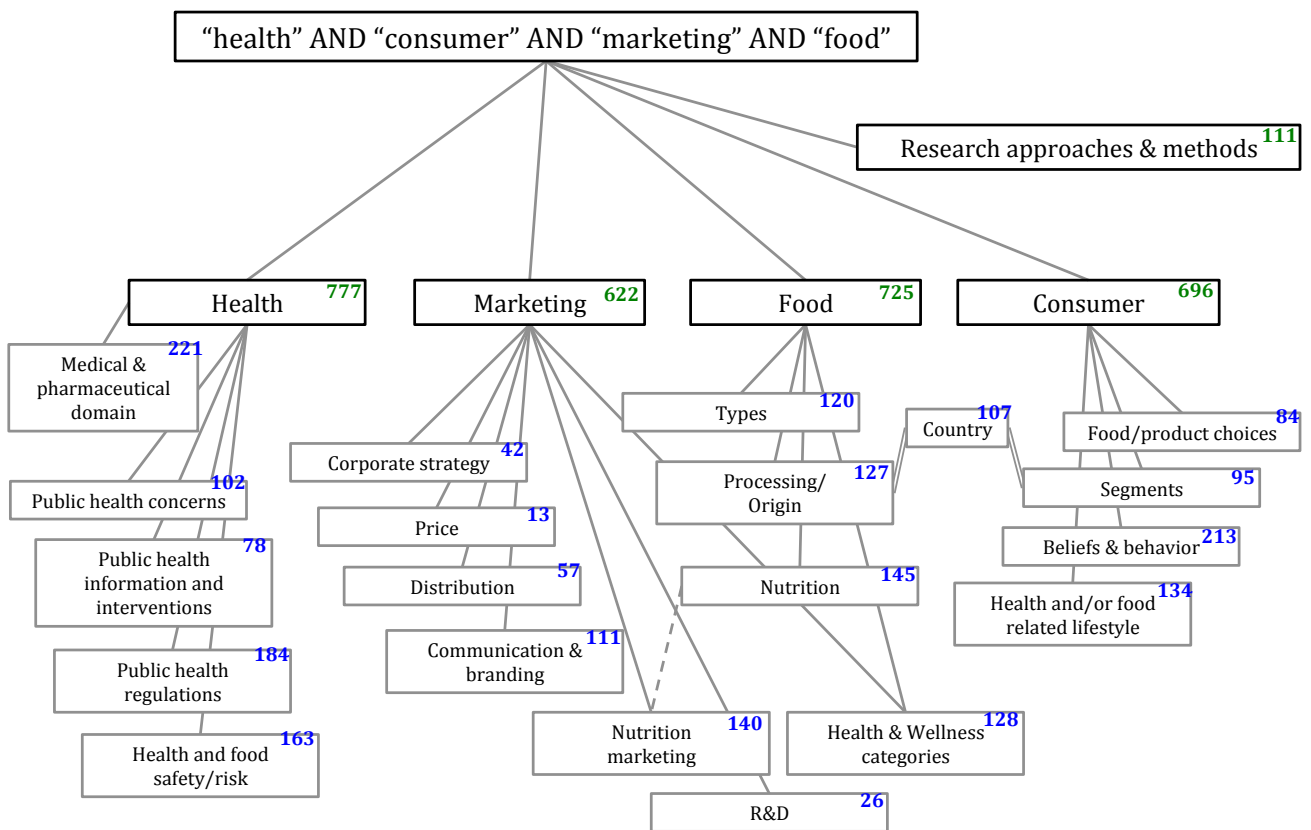 “health” AND “consumer” AND “marketing” AND “food”
111
Research approaches & methods
777
Health
622
Marketing
725
Food
696
Consumer
221
Medical &
pharmaceutical
domain
102
Public health concerns
78
Public health
information and
interventions
184
Public health
regulations
163
Health and food
safety/risk
42
Corporate strategy
13
Price
57
Distribution
111
Communication &
branding
140
Nutrition
marketing
26
R&D
120
Types
127
Processing/
Origin
145
Nutrition
128
Health & Wellness
categories
107
Country
84
Food/product choices
95
Segments
213
Beliefs & behavior
134
Health and/or food
related lifestyle